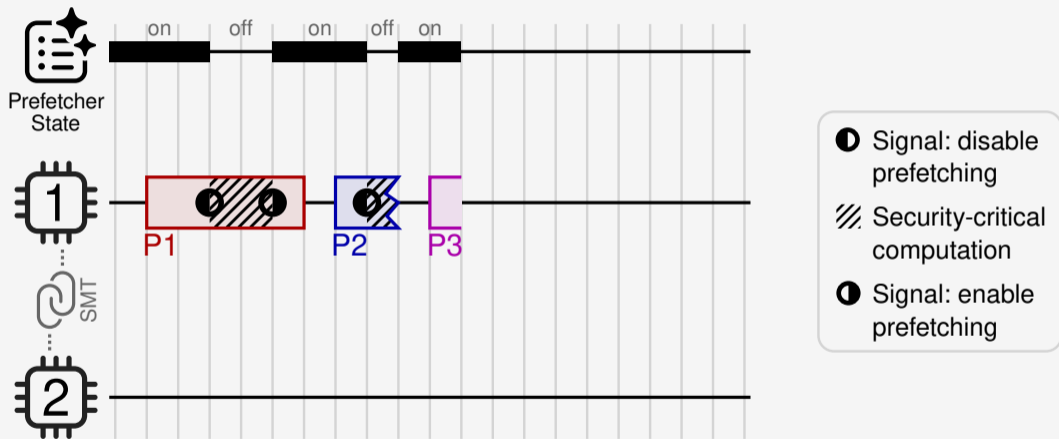 on off on off on
Prefetcher
State
1
P1 P2 P3
SMT
2
Signal: disable
prefetching
Security-critical
computation
Signal: enable
prefetching